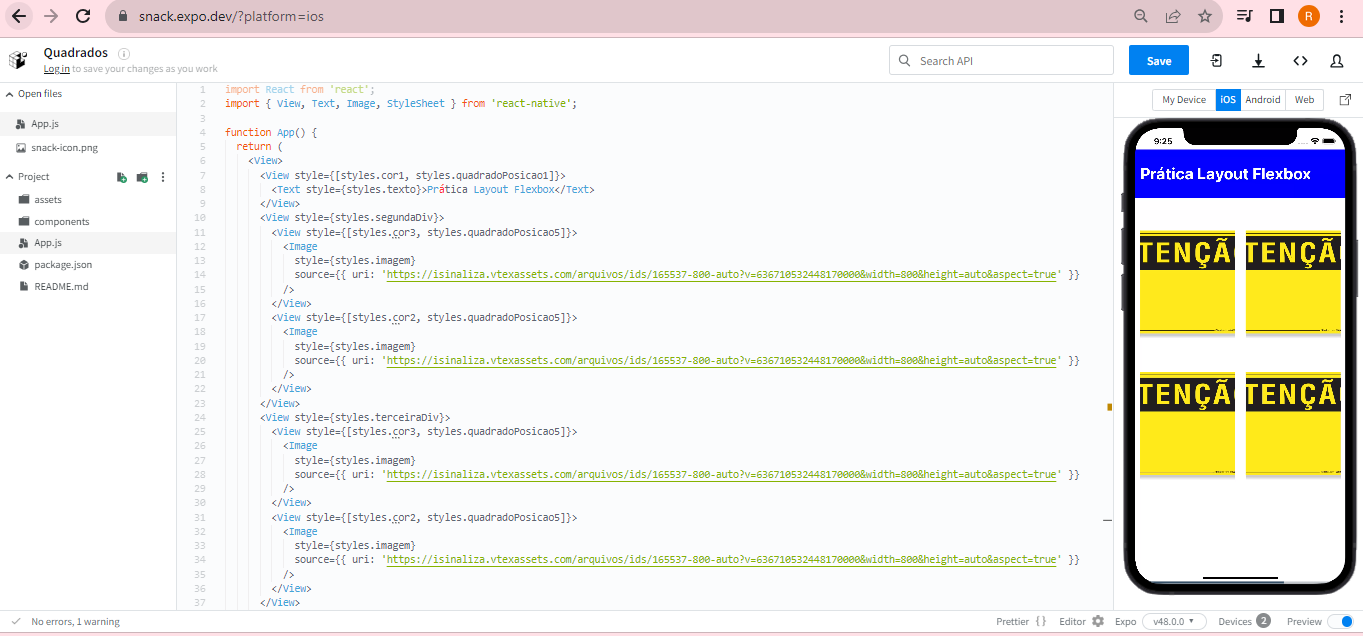 snack.expo.dev/?platform=ios
R
Quadrados
Log in to save your changes as you work
Search API
Save
Open files
App.js
snack-icon.png
Project
assets
components
App.js
package.json
README.md
1 import React from 'react';
2 import { View, Text, Image, StyleSheet } from 'react-native';
3
4 function App() {
5 return (
6 <View>
7 <View style={[styles.cor1, styles.quadradoPosicao1]}>
8 <Text style={styles.texto}>Prática Layout Flexbox</Text>
9 </View>
10 <View style={styles.segundaDiv}>
11 <View style={[styles.cor3, styles.quadradoPosicao5]}>
12 <Image
13 style={styles.imagem}
14 source={{ uri: 'https://isinaliza.vtexassets.com/arquivos/ids/165537-800-auto?v=636710532448170000&width=800&height=auto&aspect=true' }}
15 />
16 </View>
17 <View style={[styles.cor2, styles.quadradoPosicao5]}>
18 <Image
19 style={styles.imagem}
20 source={{ uri: 'https://isinaliza.vtexassets.com/arquivos/ids/165537-800-auto?v=636710532448170000&width=800&height=auto&aspect=true' }}
21 />
22 </View>
23 </View>
24 <View style={styles.terceiraDiv}>
25 <View style={[styles.cor3, styles.quadradoPosicao5]}>
26 <Image
27 style={styles.imagem}
28 source={{ uri: 'https://isinaliza.vtexassets.com/arquivos/ids/165537-800-auto?v=636710532448170000&width=800&height=auto&aspect=true' }}
29 />
30 </View>
31 <View style={[styles.cor2, styles.quadradoPosicao5]}>
32 <Image
33 style={styles.imagem}
34 source={{ uri: 'https://isinaliza.vtexassets.com/arquivos/ids/165537-800-auto?v=636710532448170000&width=800&height=auto&aspect=true' }}
35 />
36 </View>
37 </View>
My Device iOS Android Web
9:25
Prática Layout Flexbox
TENÇÃ TENÇÃ
TENÇÃ TENÇÃ
No errors, 1 warning
Prettier {} Editor Expo v48.0.0 Devices 2 Preview